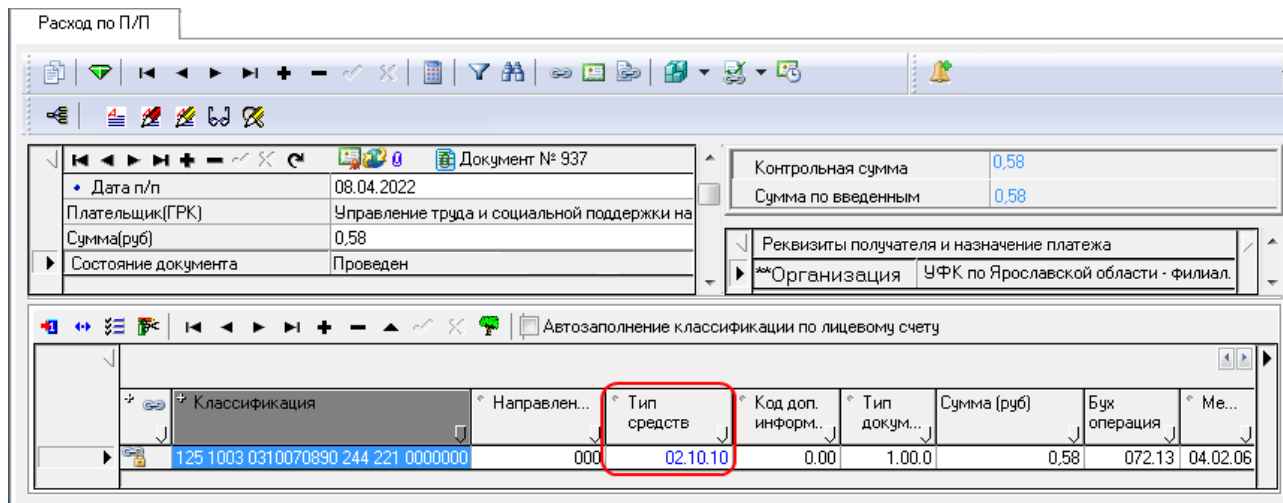 Расход по П/П
Документ № 937
Дата п/п 08.04.2022
Плательщик(ГРК) Управление труда и социальной поддержки на
Сумма(руб) 0,58
Состояние документа Проведен
Контрольная сумма 0,58
Сумма по введенным 0,58
Реквизиты получателя и назначение платежа
**Организация УФК по Ярославской области - филиал.
Автозаполнение классификации по лицевому счету
Классификация Направлен... Тип средств Код доп. информ.. Тип докум... Сумма (руб) Бух операция Ме...
125 1003 0310070890 244 221 0000000 000 02.10.10 0.00 1.00.0 0,58 072.13 04.02.06